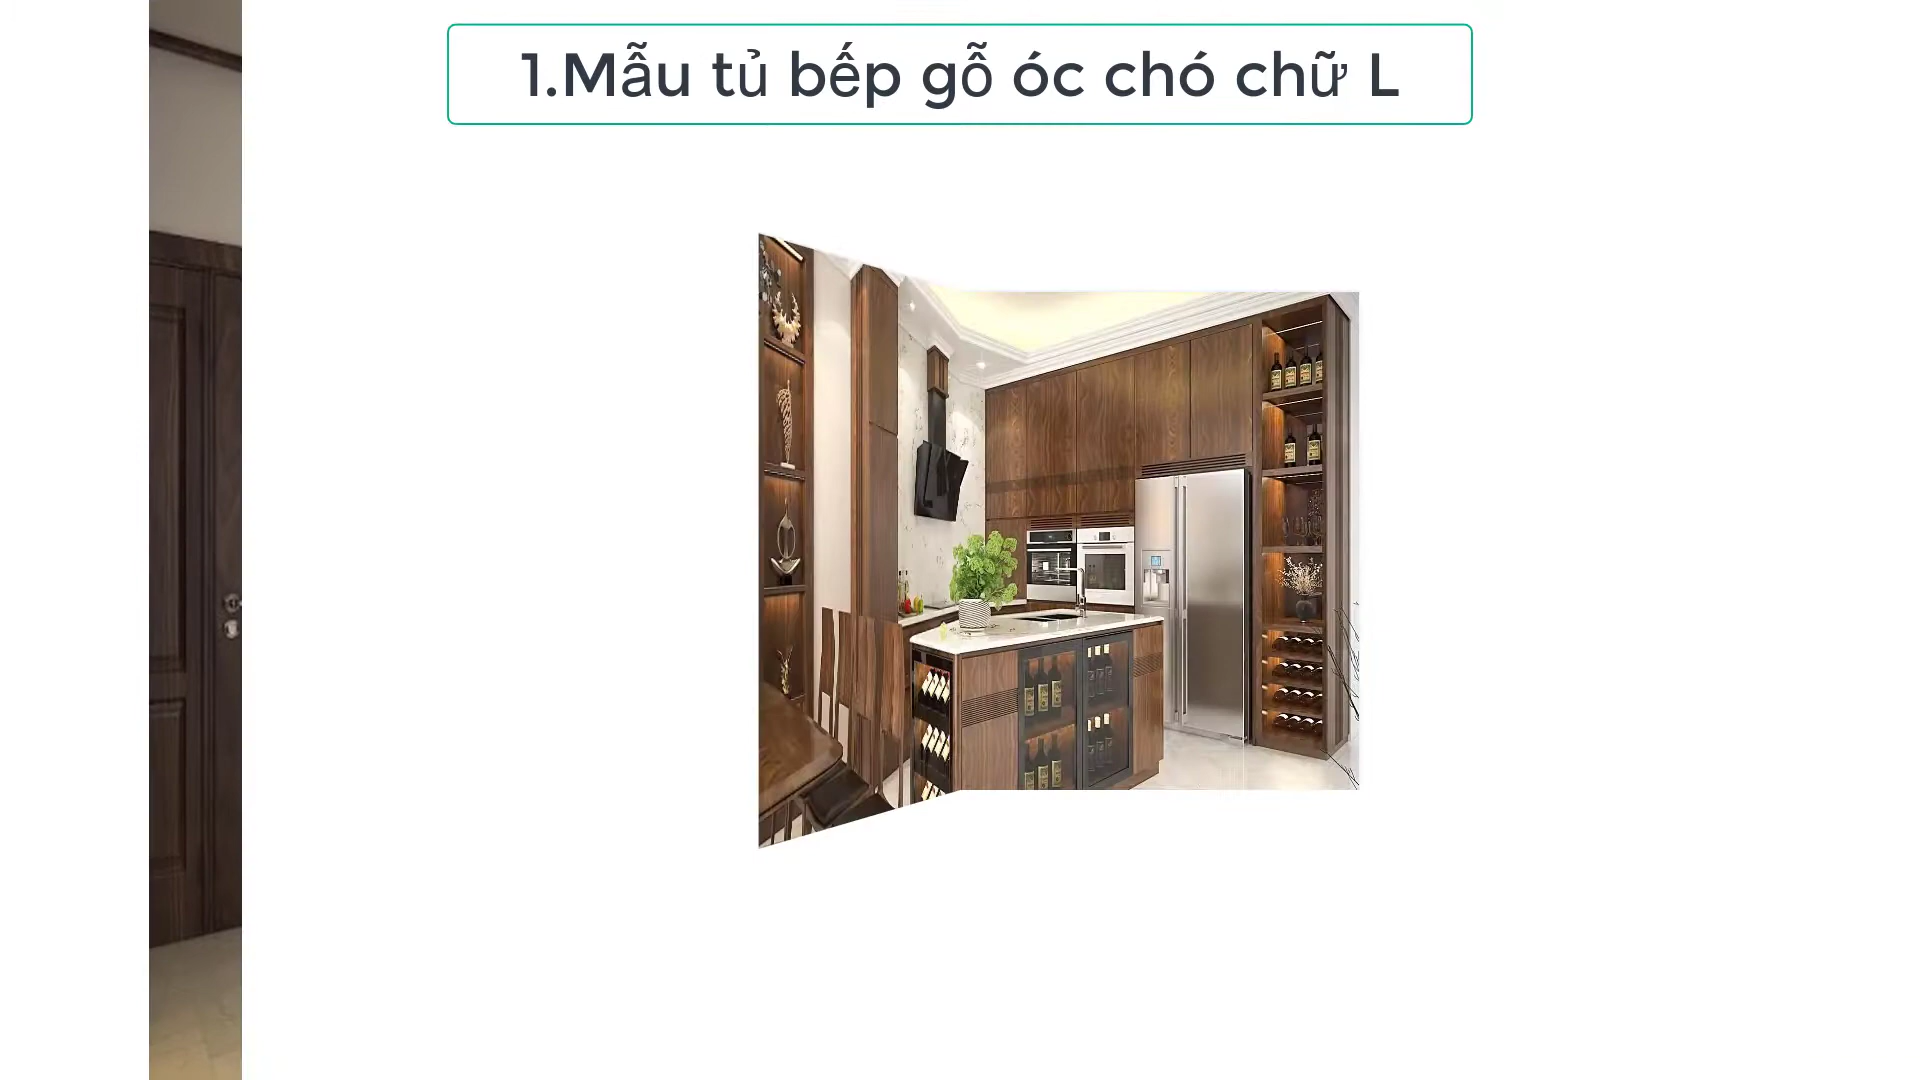 1.Mẫu tủ bếp gỗ óc chó chữ L